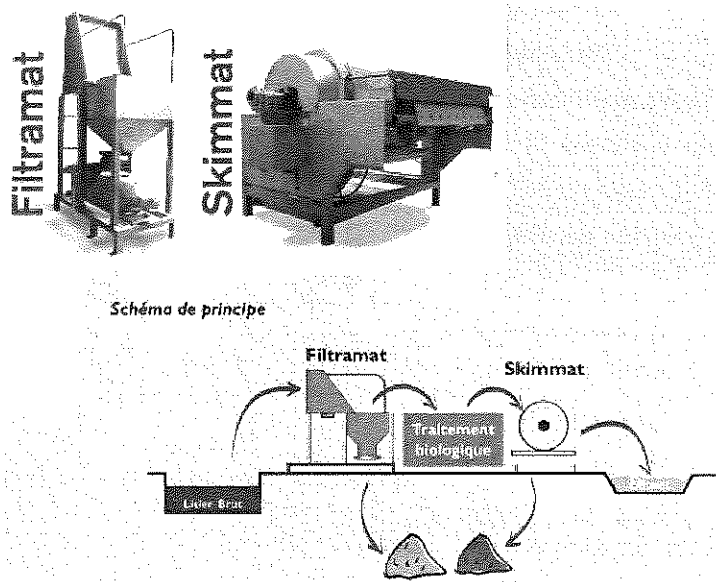 Filtramat
Skimmat
Schéma de principe
Filtramat
Skimmat
Traitement
biologique
Lisier Brut